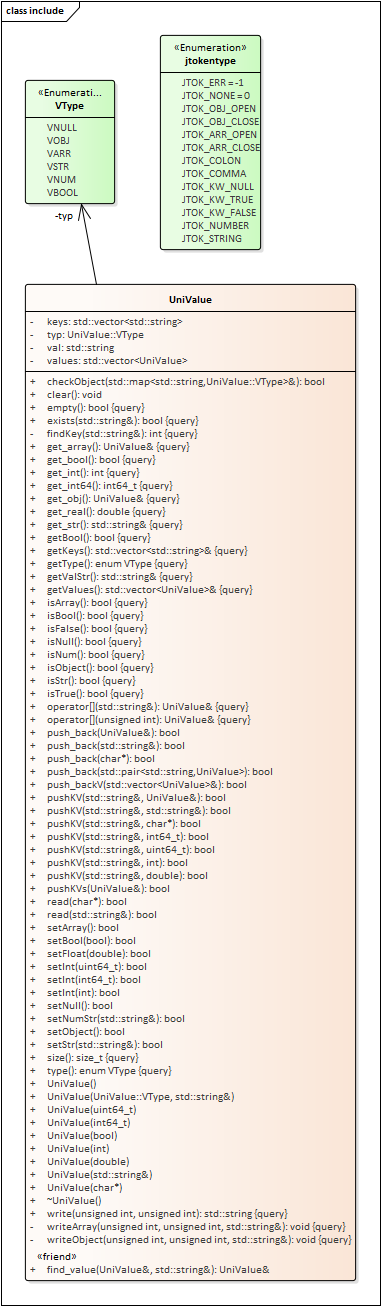 class include
«Enumeration»
jtokentype
JTOK_ERR = -1
JTOK_NONE = 0
JTOK_OBJ_OPEN
JTOK_OBJ_CLOSE
JTOK_ARR_OPEN
JTOK_ARR_CLOSE
JTOK_COLON
JTOK_COMMA
JTOK_KW_NULL
JTOK_KW_TRUE
JTOK_KW_FALSE
JTOK_NUMBER
JTOK_STRING
«Enumerati...
VType
VNULL
VOBJ
VARR
VSTR
VNUM
VBOOL
-typ
UniValue
- keys: std::vector<std::string>
- typ: UniValue::VType
- val: std::string
- values: std::vector<UniValue>
+ checkObject(std::map<std::string,UniValue::VType>&): bool
+ clear(): void
+ empty(): bool {query}
+ exists(std::string&): bool {query}
- findKey(std::string&): int {query}
+ get_array(): UniValue& {query}
+ get_bool(): bool {query}
+ get_int(): int {query}
+ get_int64(): int64_t {query}
+ get_obj(): UniValue& {query}
+ get_real(): double {query}
+ get_str(): std::string& {query}
+ getBool(): bool {query}
+ getKeys(): std::vector<std::string>& {query}
+ getType(): enum VType {query}
+ getValStr(): std::string& {query}
+ getValues(): std::vector<UniValue>& {query}
+ isArray(): bool {query}
+ isBool(): bool {query}
+ isFalse(): bool {query}
+ isNull(): bool {query}
+ isNum(): bool {query}
+ isObject(): bool {query}
+ isStr(): bool {query}
+ isTrue(): bool {query}
+ operator[](std::string&): UniValue& {query}
+ operator[](unsigned int): UniValue& {query}
+ push_back(UniValue&): bool
+ push_back(std::string&): bool
+ push_back(char*): bool
+ push_back(std::pair<std::string,UniValue>): bool
+ push_backV(std::vector<UniValue>&): bool
+ pushKV(std::string&, UniValue&): bool
+ pushKV(std::string&, std::string&): bool
+ pushKV(std::string&, char*): bool
+ pushKV(std::string&, int64_t): bool
+ pushKV(std::string&, uint64_t): bool
+ pushKV(std::string&, int): bool
+ pushKV(std::string&, double): bool
+ pushKVs(UniValue&): bool
+ read(char*): bool
+ read(std::string&): bool
+ setArray(): bool
+ setBool(bool): bool
+ setFloat(double): bool
+ setInt(uint64_t): bool
+ setInt(int64_t): bool
+ setInt(int): bool
+ setNull(): bool
+ setNumStr(std::string&): bool
+ setObject(): bool
+ setStr(std::string&): bool
+ size(): size_t {query}
+ type(): enum VType {query}
+ UniValue()
+ UniValue(UniValue::VType, std::string&)
+ UniValue(uint64_t)
+ UniValue(int64_t)
+ UniValue(bool)
+ UniValue(int)
+ UniValue(double)
+ UniValue(std::string&)
+ UniValue(char*)
+ ~UniValue()
+ write(unsigned int, unsigned int): std::string {query}
- writeArray(unsigned int, unsigned int, std::string&): void {query}
- writeObject(unsigned int, unsigned int, std::string&): void {query}
«friend»
+ find_value(UniValue&, std::string&): UniValue&